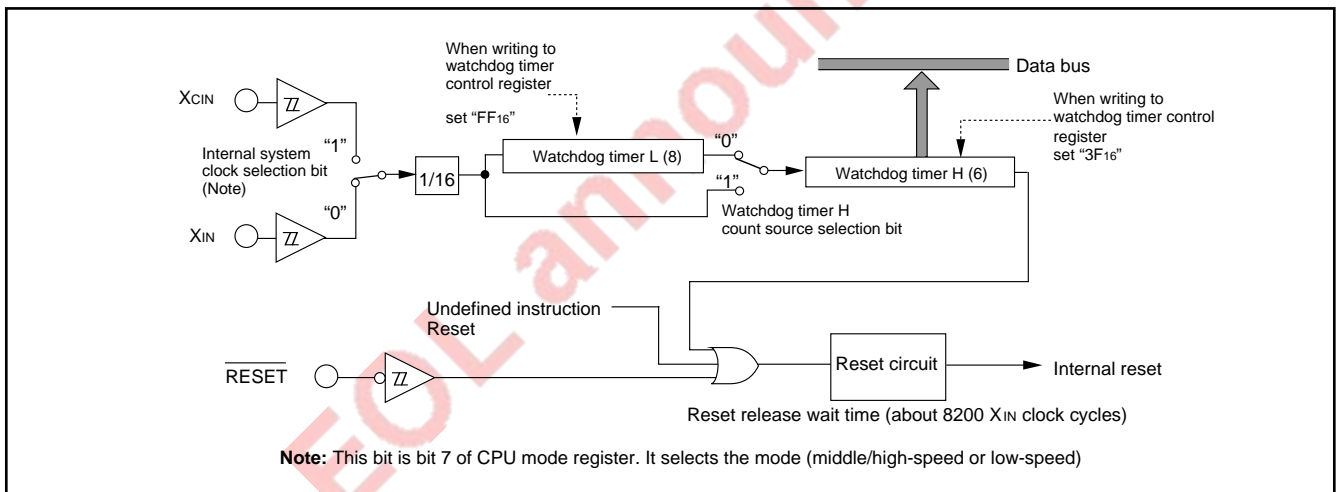 When writing to
watchdog timer
control register
set “FF16”
Data bus
When writing to
watchdog timer control
register
set “3F16”
XCIN
“1”
Internal system
clock selection bit
(Note)
“0”
XIN
1/16
Watchdog timer L (8)
“0”
“1”
Watchdog timer H (6)
Watchdog timer H
count source selection bit
Undefined instruction
Reset
RESET
Reset circuit
Internal reset
Reset release wait time (about 8200 XIN clock cycles)
Note: This bit is bit 7 of CPU mode register. It selects the mode (middle/high-speed or low-speed)
EOL announ